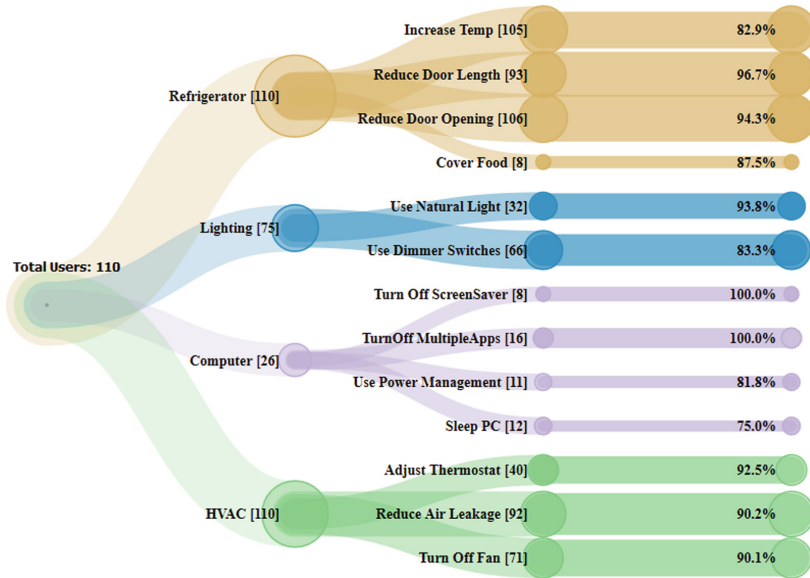 Increase Temp [105] 82.9%
Reduce Door Length [93] 96.7%
Refrigerator [110]
Reduce Door Opening [106] 94.3%
Cover Food [8] 87.5%
Use Natural Light [32] 93.8%
Lighting [75]
Use Dimmer Switches [66] 83.3%
Total Users: 110
Turn Off ScreenSaver [8] 100.0%
TurnOff MultipleApps [16] 100.0%
Computer [26]
Use Power Management [11] 81.8%
Sleep PC [12] 75.0%
Adjust Thermostat [40] 92.5%
HVAC [110]
Reduce Air Leakage [92] 90.2%
Turn Off Fan [71] 90.1%